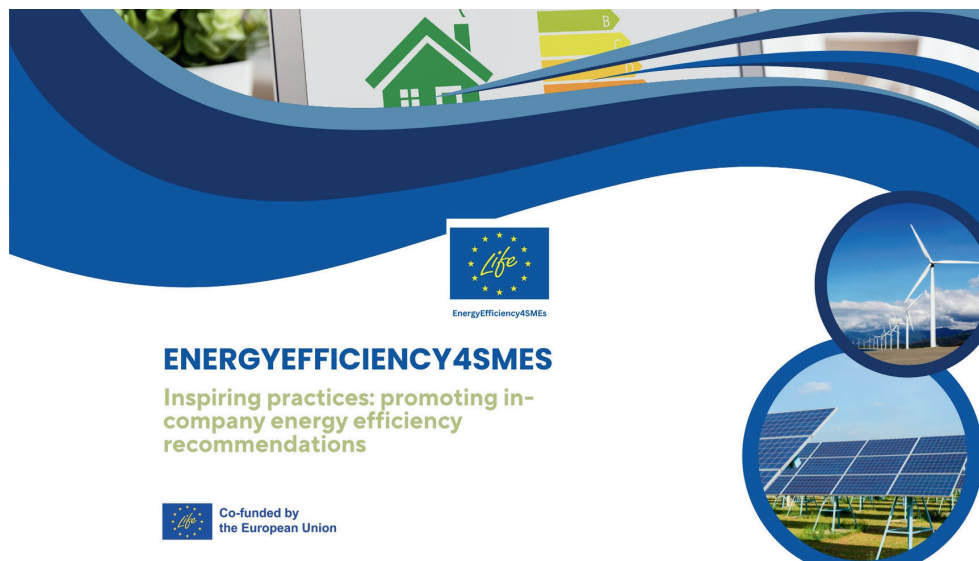 B
C
D
Life
EnergyEfficiency4SMEs
ENERGYEFFICIENCY4SMES
Inspiring practices: promoting in-
company energy efficiency
recommendations
Life
Co-funded by
the European Union